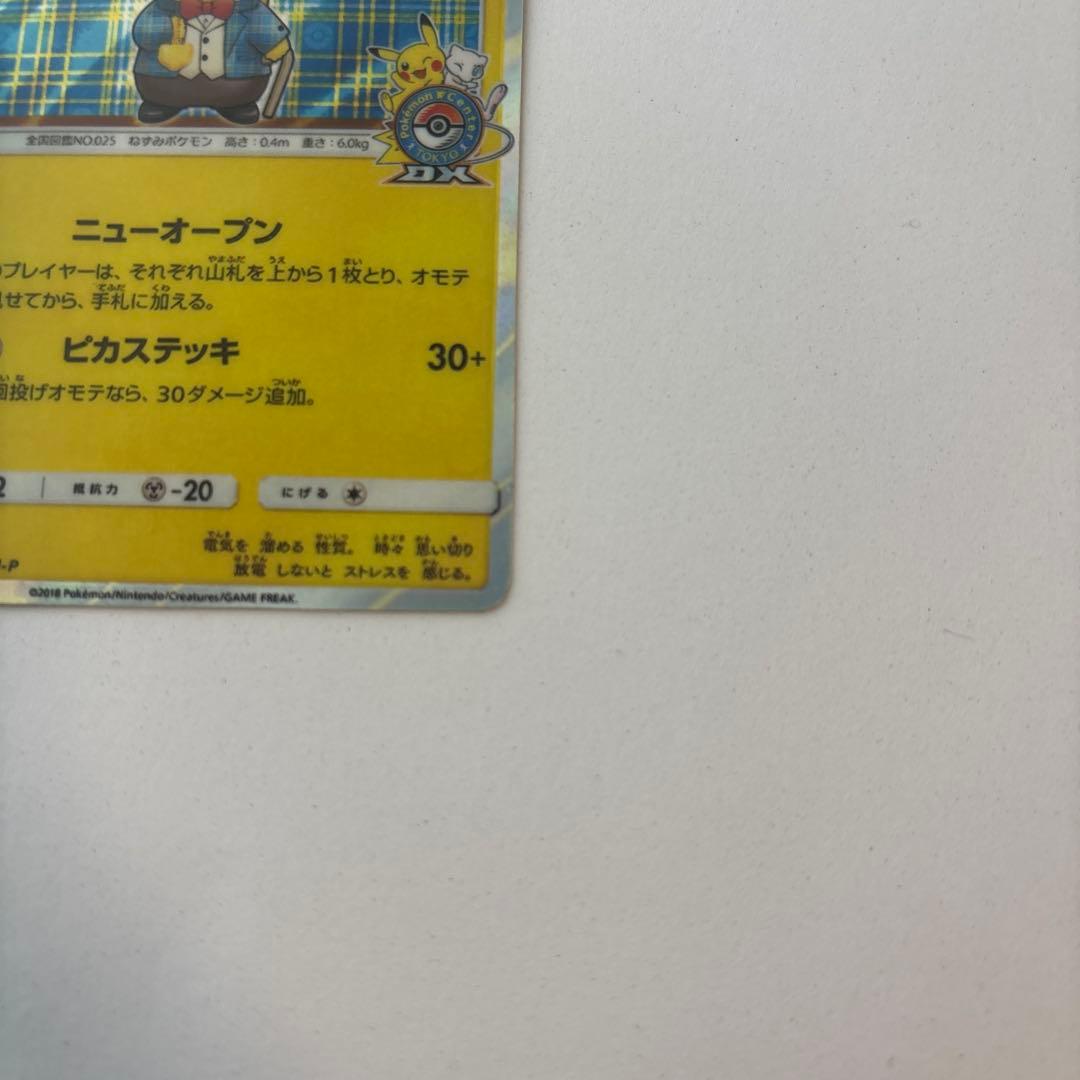 Pokémon Center
TOKYO
DX
全国図鑑NO.025 ねずみポケモン 高さ：0.4m 重さ：6.0kg
ニューオープン
プレイヤーは、それぞれ山札を上から1枚とり、オモテ
見せてから、手札に加える。
ピカステッキ 30+
回投げオモテなら、30ダメージ追加。
2 抵抗力 -20 にげる
電気を 溜める 性質。 時々 思い切り
放電 しないと ストレスを 感じる。
-P
©2018 Pokémon/Nintendo/Creatures/GAME FREAK.